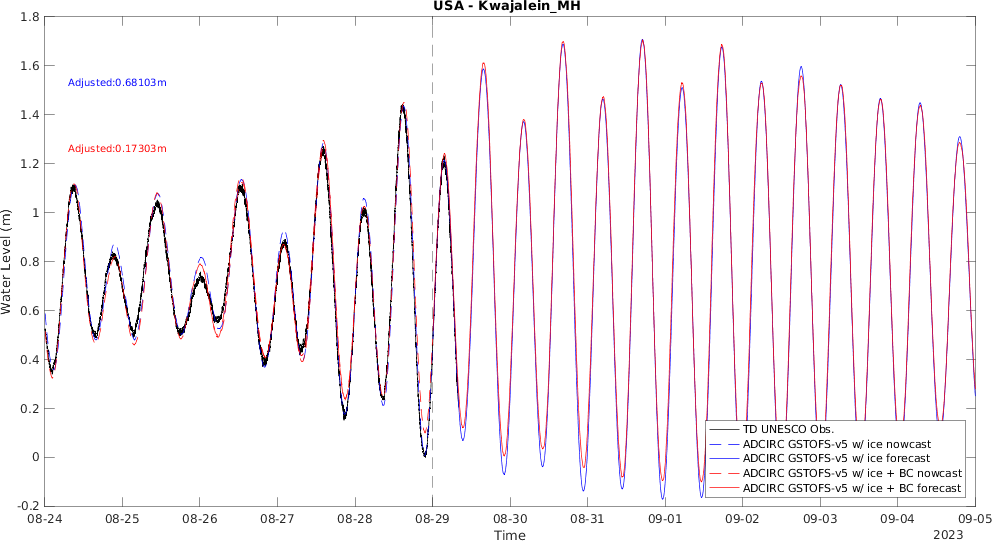 USA - Kwajalein_MH
1.8
1.6
1.4
1.2
1
0.8
0.6
0.4
0.2
0
-0.2
Water Level (m)
Adjusted:0.68103m
Adjusted:0.17303m
TD UNESCO Obs.
ADCIRC GSTOFS-v5 w/ ice nowcast
ADCIRC GSTOFS-v5 w/ ice forecast
ADCIRC GSTOFS-v5 w/ ice + BC nowcast
ADCIRC GSTOFS-v5 w/ ice + BC forecast
08-24 08-25 08-26 08-27 08-28 08-29 08-30 08-31 09-01 09-02 09-03 09-04 09-05
Time
2023